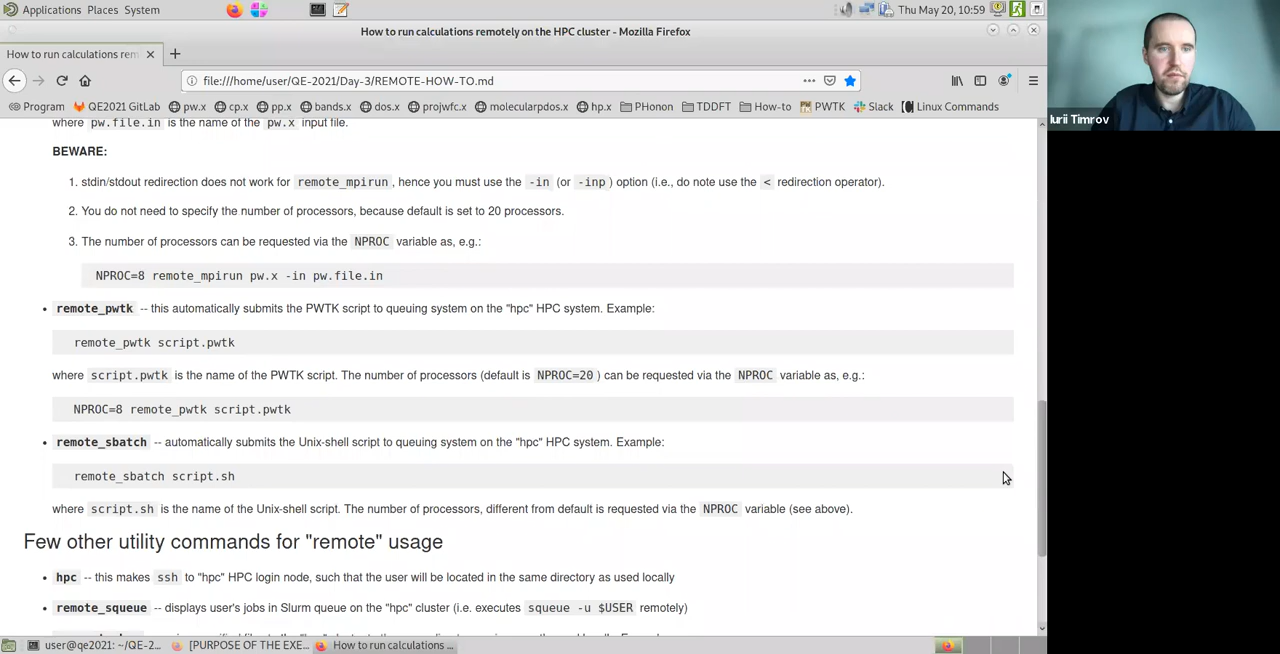 Applications Places System
Thu May 20, 10:59
How to run calculations remotely on the HPC cluster - Mozilla Firefox
How to run calculations rem
file:///home/user/QE-2021/Day-3/REMOTE-HOW-TO.md
Program QE2021 GitLab pw.x cp.x pp.x bands.x dos.x projwfc.x molecularpdos.x hp.x PHonon TDDFT How-to PWTK Slack Linux Commands
Iurii Timrov
where pw.file.in is the name of the pw.x input file.
BEWARE:
1. stdin/stdout redirection does not work for remote_mpirun, hence you must use the -in (or -inp) option (i.e., do note use the < redirection operator).
2. You do not need to specify the number of processors, because default is set to 20 processors.
3. The number of processors can be requested via the NPROC variable as, e.g.:
NPROC=8 remote_mpirun pw.x -in pw.file.in
• remote_pwtk -- this automatically submits the PWTK script to queuing system on the "hpc" HPC system. Example:
remote_pwtk script.pwtk
where script.pwtk is the name of the PWTK script. The number of processors (default is NPROC=20) can be requested via the NPROC variable as, e.g.:
NPROC=8 remote_pwtk script.pwtk
• remote_sbatch -- automatically submits the Unix-shell script to queuing system on the "hpc" HPC system. Example:
remote_sbatch script.sh
where script.sh is the name of the Unix-shell script. The number of processors, different from default is requested via the NPROC variable (see above).
Few other utility commands for "remote" usage
• hpc -- this makes ssh to "hpc" HPC login node, such that the user will be located in the same directory as used locally
• remote_squeue -- displays user's jobs in Slurm queue on the "hpc" cluster (i.e. executes squeue -u $USER remotely)
user@qe2021: ~/QE-2... [PURPOSE OF THE EXE... How to run calculations ...